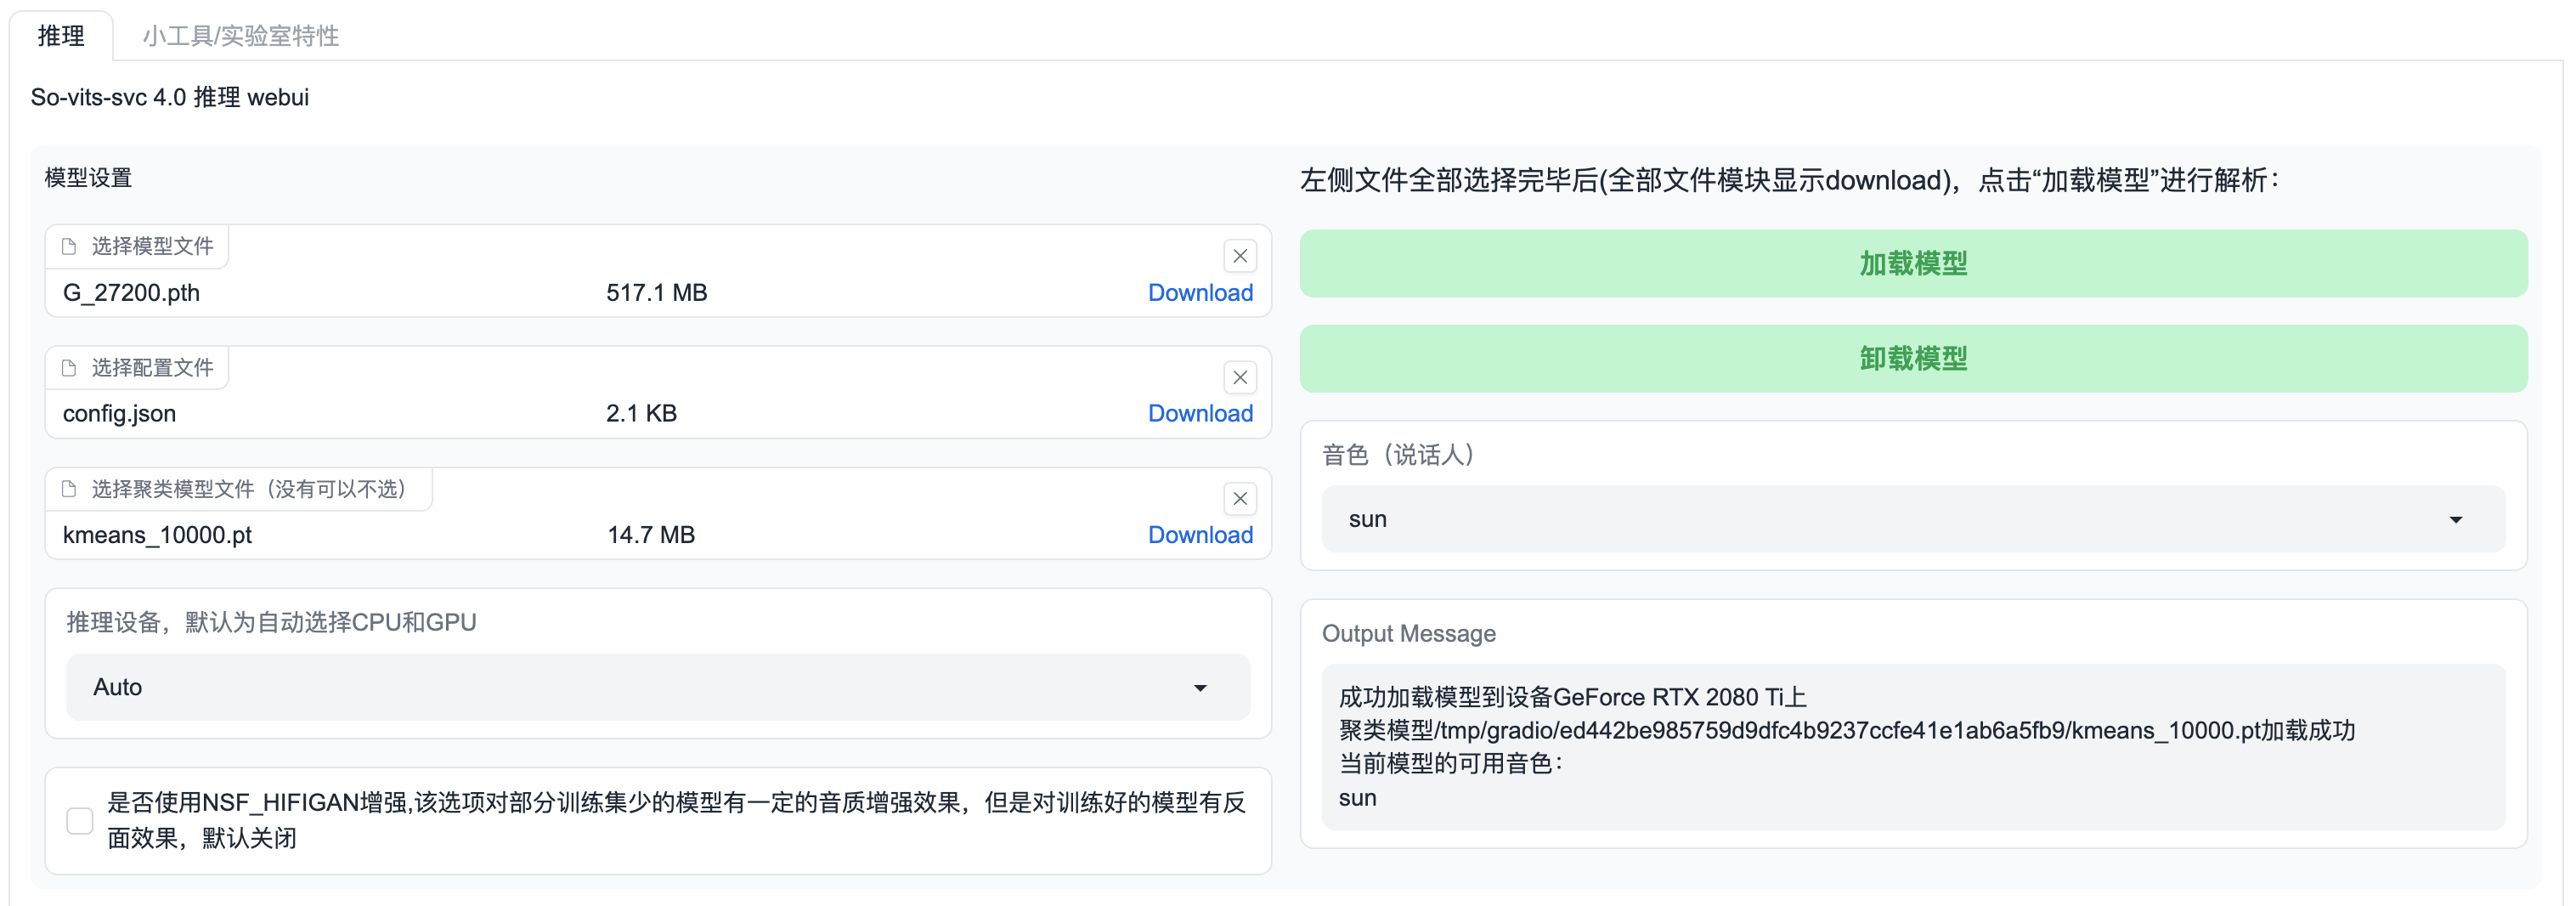 推理
小工具/实验室特性
So-vits-svc 4.0 推理 webui
模型设置
选择模型文件
G_27200.pth 517.1 MB Download
选择配置文件
config.json 2.1 KB Download
选择聚类模型文件（没有可以不选）
kmeans_10000.pt 14.7 MB Download
推理设备，默认为自动选择CPU和GPU
Auto
是否使用NSF_HIFIGAN增强,该选项对部分训练集少的模型有一定的音质增强效果，但是对训练好的模型有反
面效果，默认关闭
左侧文件全部选择完毕后(全部文件模块显示download)，点击“加载模型”进行解析：
加载模型
卸载模型
音色（说话人）
sun
Output Message
成功加载模型到设备GeForce RTX 2080 Ti上
聚类模型/tmp/gradio/ed442be985759d9dfc4b9237ccfe41e1ab6a5fb9/kmeans_10000.pt加载成功
当前模型的可用音色：
sun